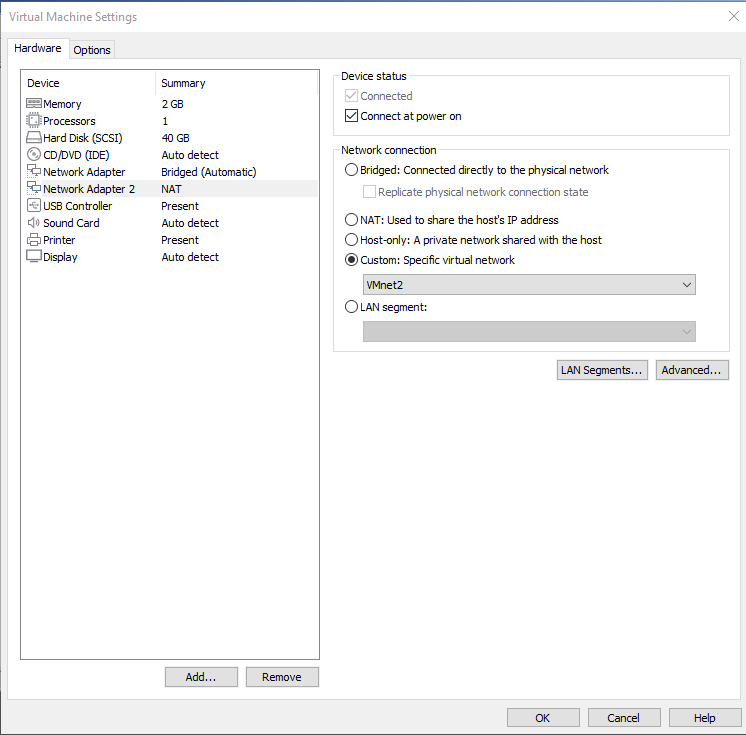 Virtual Machine Settings
Hardware Options
Device Summary
Memory 2 GB
Processors 1
Hard Disk (SCSI) 40 GB
CD/DVD (IDE) Auto detect
Network Adapter Bridged (Automatic)
Network Adapter 2 NAT
USB Controller Present
Sound Card Auto detect
Printer Present
Display Auto detect
Add... Remove
Device status
Connected
Connect at power on
Network connection
Bridged: Connected directly to the physical network
Replicate physical network connection state
NAT: Used to share the host's IP address
Host-only: A private network shared with the host
Custom: Specific virtual network
VMnet2
LAN segment:
LAN Segments... Advanced...
OK Cancel Help